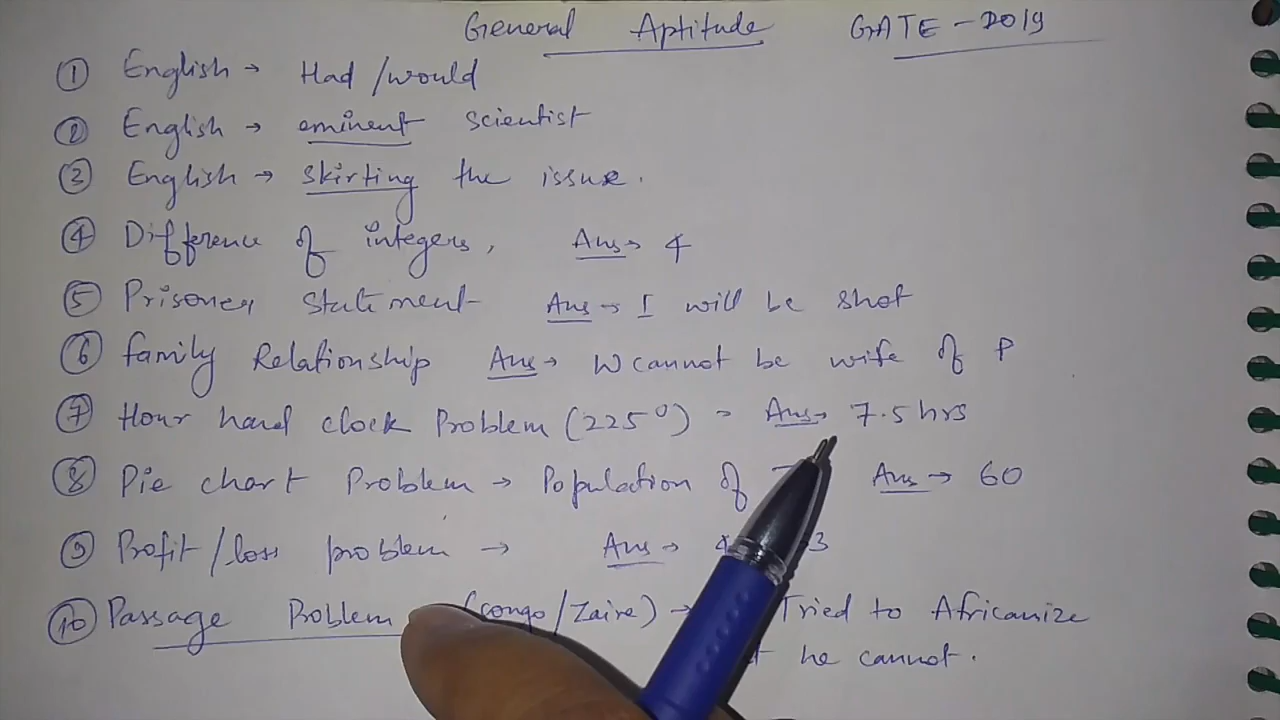 General Aptitude GATE-2019
① English → Had/would
② English → eminent scientist
③ English → skirting the issue.
④ Difference of integers, Ans → 4
⑤ Prisoner Statement Ans → I will be shot
⑥ family Relationship Ans → W cannot be wife of P
⑦ Hour hand clock Problem (225°) - Ans → 7.5 hrs
⑧ Pie chart Problem → Population of Ans → 60
⑨ Profit/loss problem → Ans →
⑩ Passage Problem (congo/Zaire) → Tried to Africanize
he cannot.